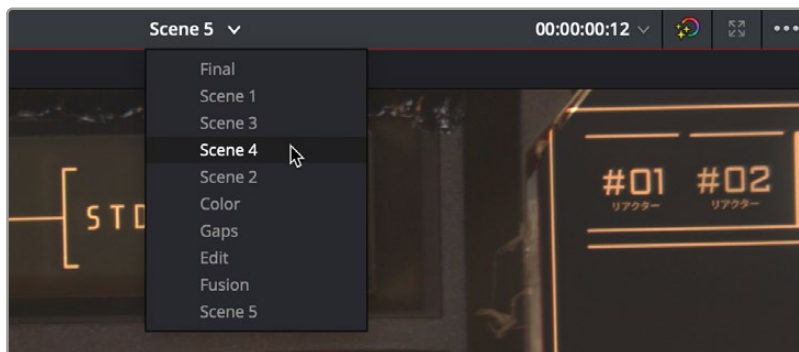 Scene 5
00:00:00:12
Final
Scene 1
Scene 3
Scene 4
Scene 2
Color
Gaps
Edit
Fusion
Scene 5
STD
#01 #02
リアクター リアクター